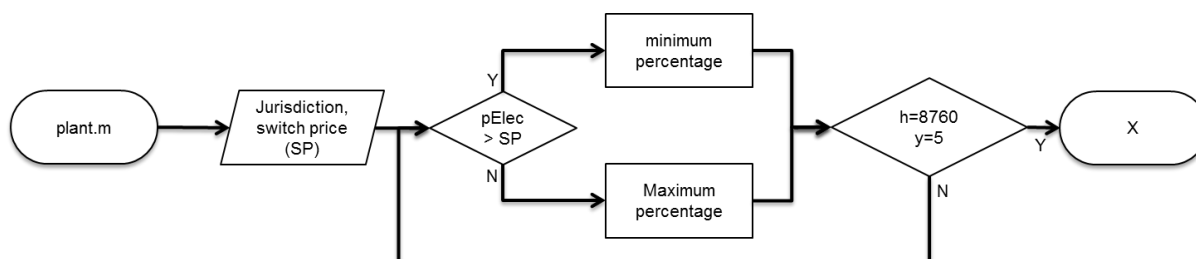 plant.m
Jurisdiction,
switch price
(SP)
pElec
> SP
Y
N
minimum
percentage
Maximum
percentage
h=8760
y=5
Y
N
X